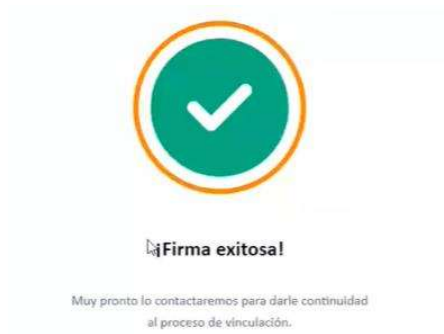 ¡Firma exitosa!
Muy pronto lo contactaremos para darle continuidad
al proceso de vinculación.